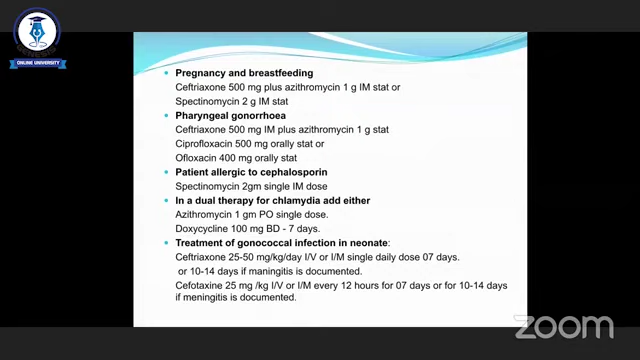 ONLINE UNIVERSITY
Pregnancy and breastfeeding
Ceftriaxone 500 mg plus azithromycin 1 g IM stat or
Spectinomycin 2 g IM stat
Pharyngeal gonorrhoea
Ceftriaxone 500 mg IM plus azithromycin 1 g stat
Ciprofloxacin 500 mg orally stat or
Ofloxacin 400 mg orally stat
Patient allergic to cephalosporin
Spectinomycin 2gm single IM dose
In a dual therapy for chlamydia add either
Azithromycin 1 gm PO single dose.
Doxycycline 100 mg BD - 7 days.
Treatment of gonococcal infection in neonate:
Ceftriaxone 25-50 mg/kg/day I/V or I/M single daily dose 07 days.
or 10-14 days if maningitis is documented.
Cefotaxine 25 mg /kg I/V or I/M every 12 hours for 07 days or for 10-14 days
if meningitis is documented.
zoom